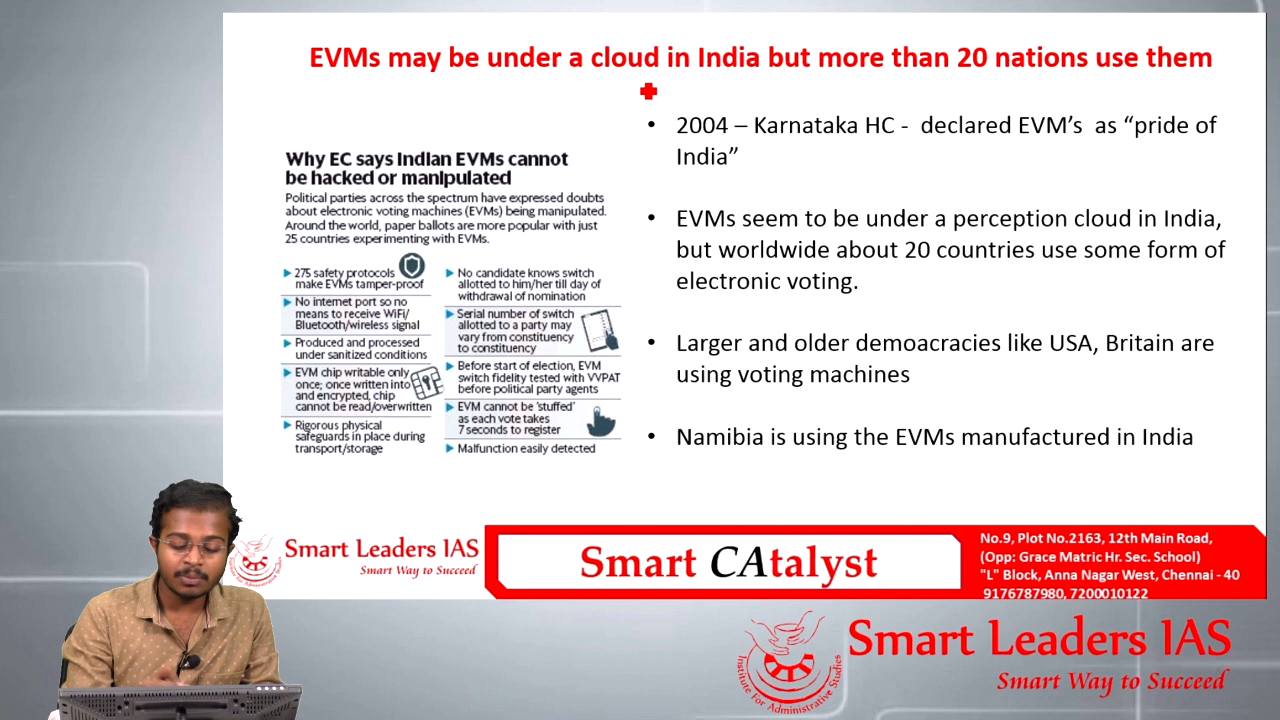 EVMs may be under a cloud in India but more than 20 nations use them
Why EC says Indian EVMs cannot
be hacked or manipulated
Political parties across the spectrum have expressed doubts
about electronic voting machines (EVMs) being manipulated.
Around the world, paper ballots are more popular with just
25 countries experimenting with EVMs.
275 safety protocols
make EVMs tamper-proof
No internet port so no
means to receive WiFi/
Bluetooth/wireless signal
Produced and processed
under sanitized conditions
EVM chip writable only
once; once written into
and encrypted, chip
cannot be read/overwritten
Rigorous physical
safeguards in place during
transport/storage
No candidate knows switch
allotted to him/her till day of
withdrawal of nomination
Serial number of switch
allotted to a party may
vary from constituency
to constituency
Before start of election, EVM
switch fidelity tested with VVPAT
before political party agents
EVM cannot be 'stuffed'
as each vote takes
7 seconds to register
Malfunction easily detected
• 2004 – Karnataka HC - declared EVM's as “pride of
India”
• EVMs seem to be under a perception cloud in India,
but worldwide about 20 countries use some form of
electronic voting.
• Larger and older demoacracies like USA, Britain are
using voting machines
• Namibia is using the EVMs manufactured in India
Smart Leaders IAS
Smart Way to Succeed
Smart CAtalyst
No.9, Plot No.2163, 12th Main Road,
(Opp: Grace Matric Hr. Sec. School)
"L" Block, Anna Nagar West, Chennai - 40
9176787980, 7200010122
Institute for Administrative Studies
Smart Leaders IAS
Smart Way to Succeed